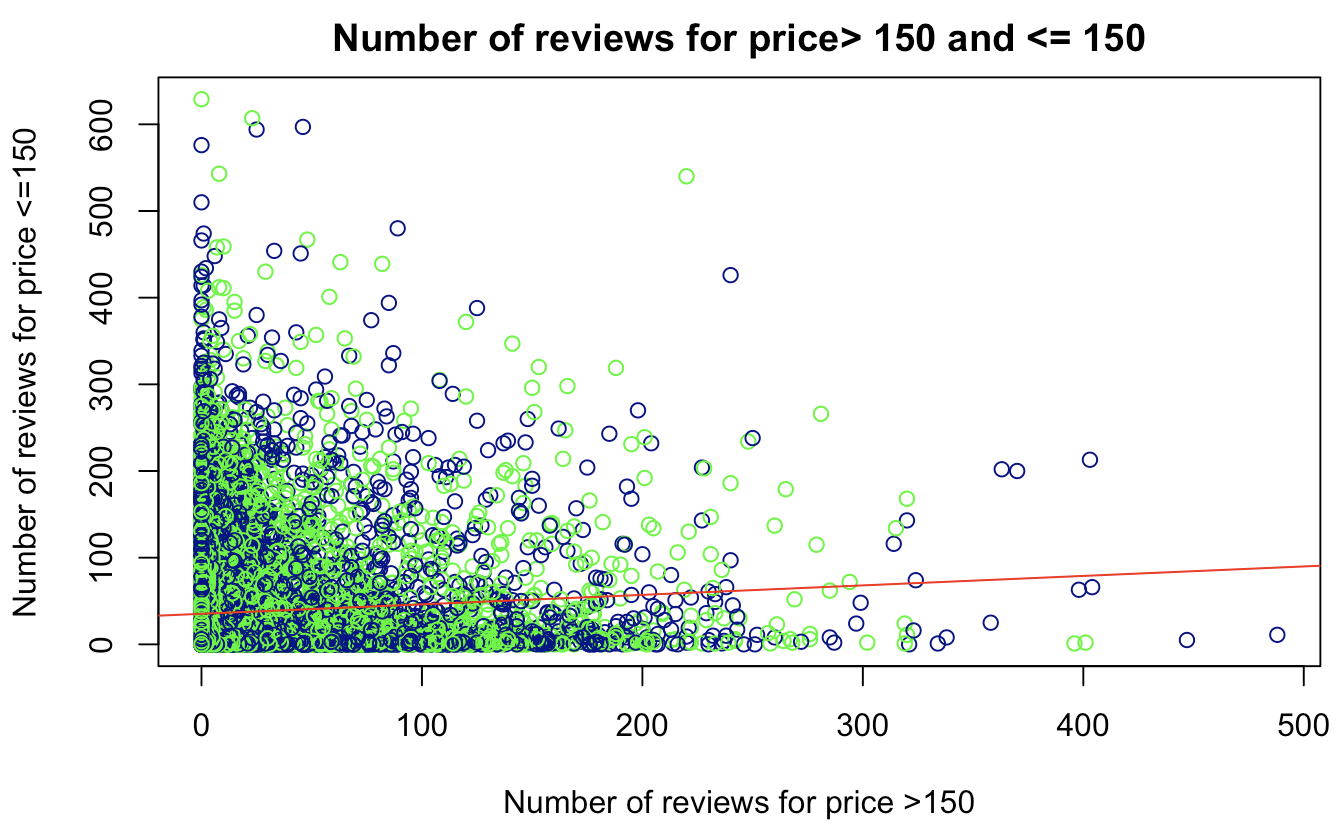 Number of reviews for price> 150 and <= 150
Number of reviews for price <=150
600
500
400
300
200
100
0
0 100 200 300 400 500
Number of reviews for price >150